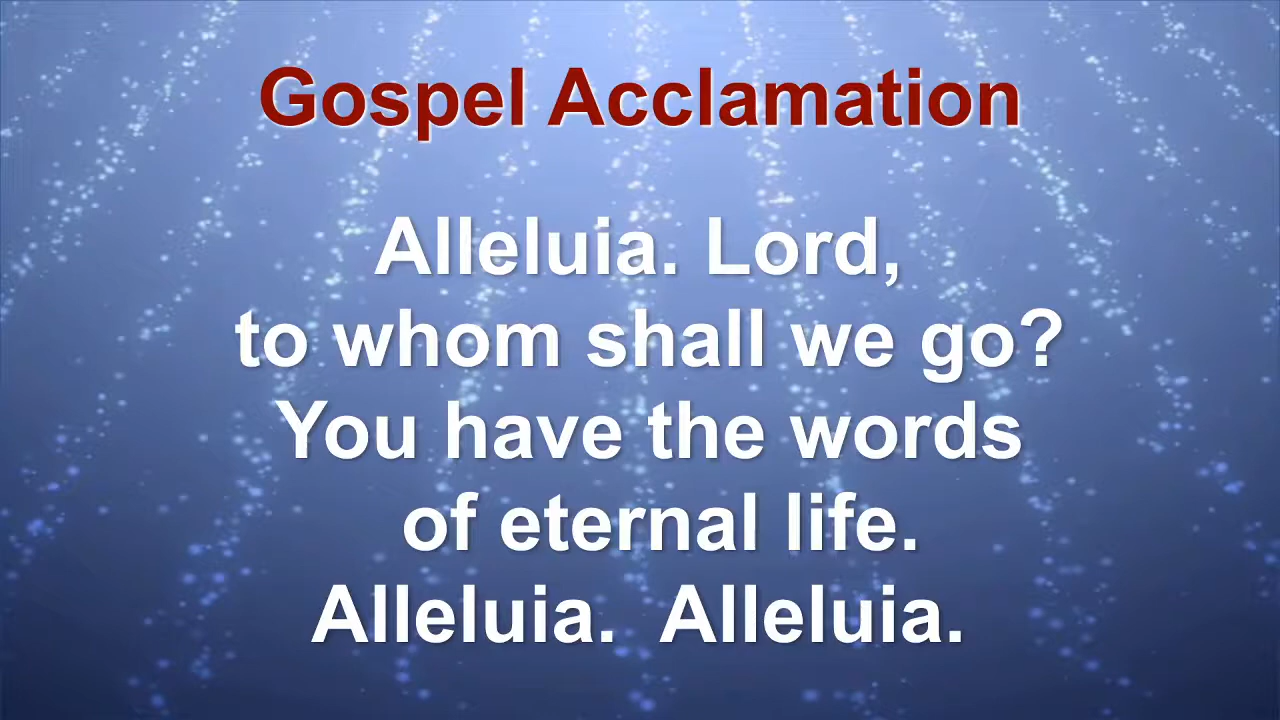 Gospel Acclamation
Alleluia. Lord,
to whom shall we go?
You have the words
of eternal life.
Alleluia.  Alleluia.